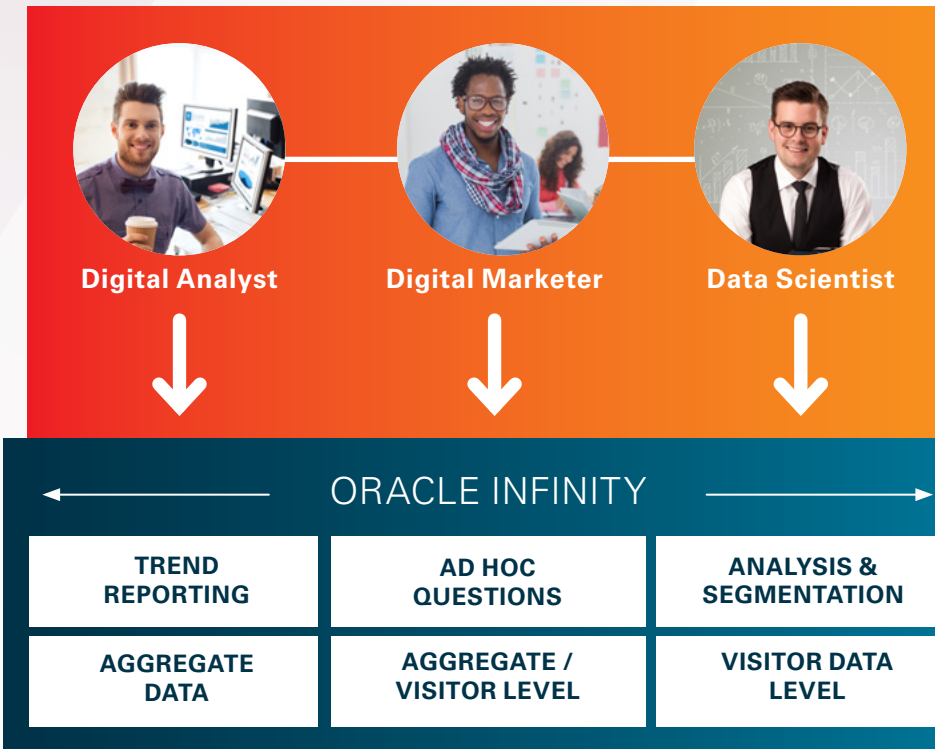 Digital Analyst
Digital Marketer
Data Scientist
ORACLE INFINITY
TREND
REPORTING
AD HOC
QUESTIONS
ANALYSIS &
SEGMENTATION
AGGREGATE
DATA
AGGREGATE /
VISITOR LEVEL
VISITOR DATA
LEVEL